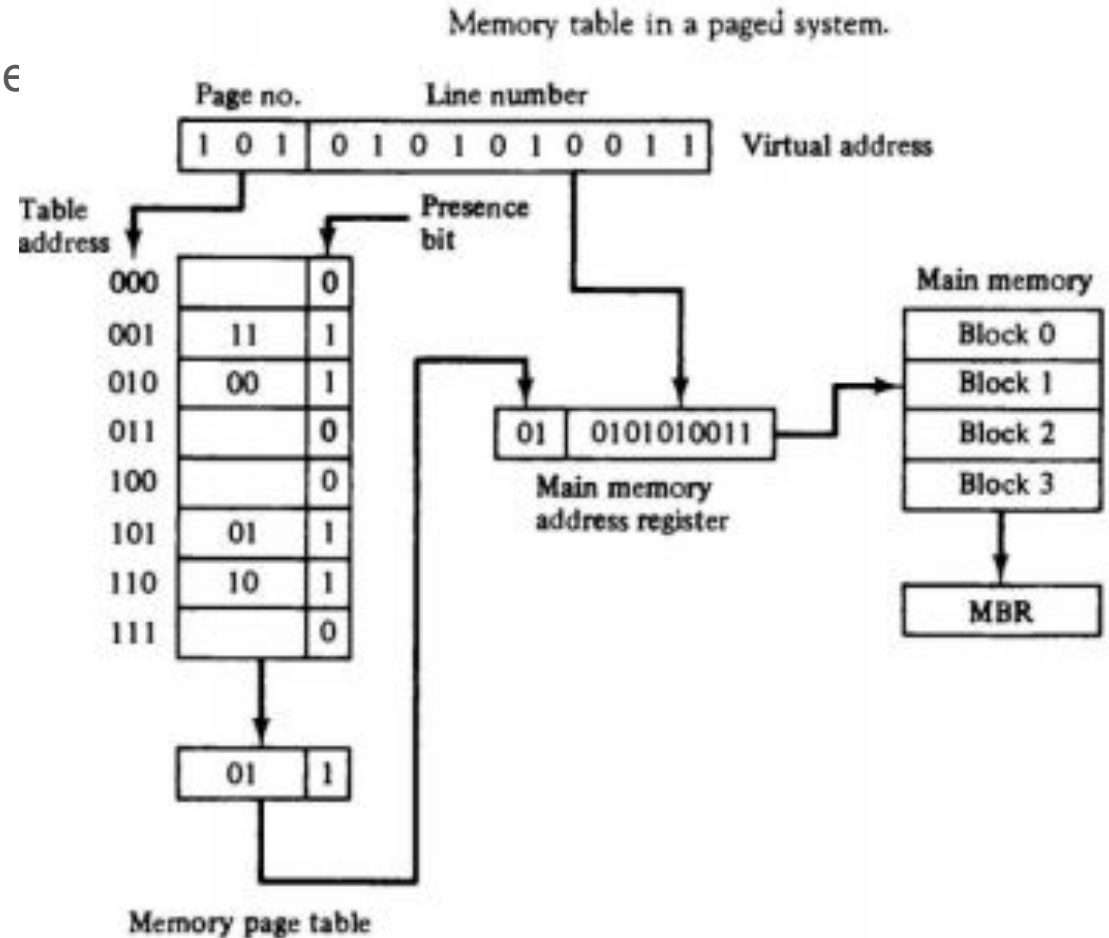 Memory table in a paged system.
e
Page no. Line number
1 0 1 0 1 0 1 0 1 0 0 1 1 Virtual address
Table
address
Presence
bit
000 0
001 11 1
010 00 1
011 0
100 0
101 01 1
110 10 1
111 0
01 1
Memory page table
01 0101010011
Main memory
address register
Main memory
Block 0
Block 1
Block 2
Block 3
MBR